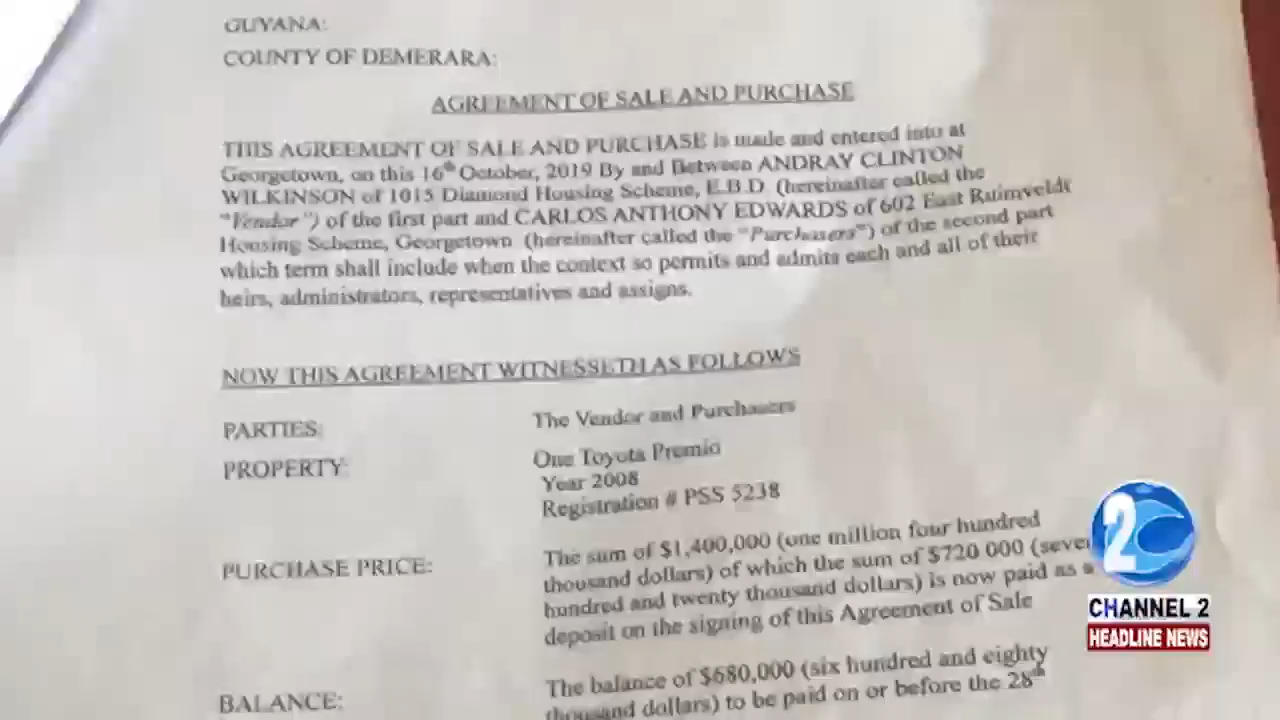 GUYANA:
COUNTY OF DEMERARA:
AGREEMENT OF SALE AND PURCHASE
THIS AGREEMENT OF SALE AND PURCHASE is made and entered into at
Georgetown, on this 16th October, 2019 By and Between ANDRAY CLINTON
WILKINSON of 1015 Diamond Housing Scheme, E.B.D (hereinafter called the
"Vendor") of the first part and CARLOS ANTHONY EDWARDS of 602 East Ruimveldt
Housing Scheme, Georgetown (hereinafter called the "Purchasers") of the second part
which term shall include when the context so permits and admits each and all of their
heirs, administrators, representatives and assigns.
NOW THIS AGREEMENT WITNESSETH AS FOLLOWS
PARTIES: The Vendor and Purchasers
PROPERTY: One Toyota Premio
Year 2008
Registration # PSS 5238
PURCHASE PRICE: The sum of $1,400,000 (one million four hundred
thousand dollars) of which the sum of $720 000 (seven
hundred and twenty thousand dollars) is now paid as a
deposit on the signing of this Agreement of Sale
BALANCE: The balance of $680,000 (six hundred and eighty
thousand dollars) to be paid on or before the 28th
2
CHANNEL 2
HEADLINE NEWS